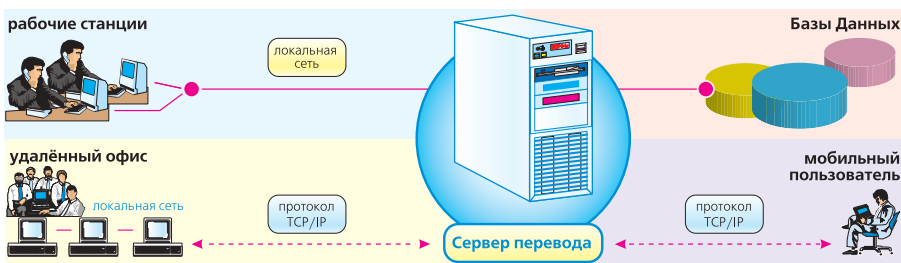 рабочие станции
локальная
сеть
Базы Данных
удалённый офис
локальная сеть
протокол
TCP/IP
Сервер перевода
протокол
TCP/IP
мобильный
пользователь